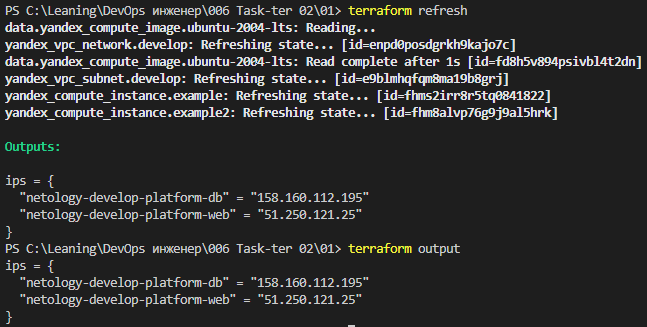 PS C:\Leaning\DevOps инженер\006 Task-ter 02\01> terraform refresh
data.yandex_compute_image.ubuntu-2004-lts: Reading...
yandex_vpc_network.develop: Refreshing state... [id=enpd0posdgrkh9kajo7c]
data.yandex_compute_image.ubuntu-2004-lts: Read complete after 1s [id=fd8h5v894psivbl4t2dn]
yandex_vpc_subnet.develop: Refreshing state... [id=e9blmhqfqm8ma19b8grj]
yandex_compute_instance.example: Refreshing state... [id=fhms2irr8r5tq0841822]
yandex_compute_instance.example2: Refreshing state... [id=fhm8alvp76g9j9al5hrk]
Outputs:
ips = {
  "netology-develop-platform-db" = "158.160.112.195"
  "netology-develop-platform-web" = "51.250.121.25"
}
PS C:\Leaning\DevOps инженер\006 Task-ter 02\01> terraform output
ips = {
  "netology-develop-platform-db" = "158.160.112.195"
  "netology-develop-platform-web" = "51.250.121.25"
}